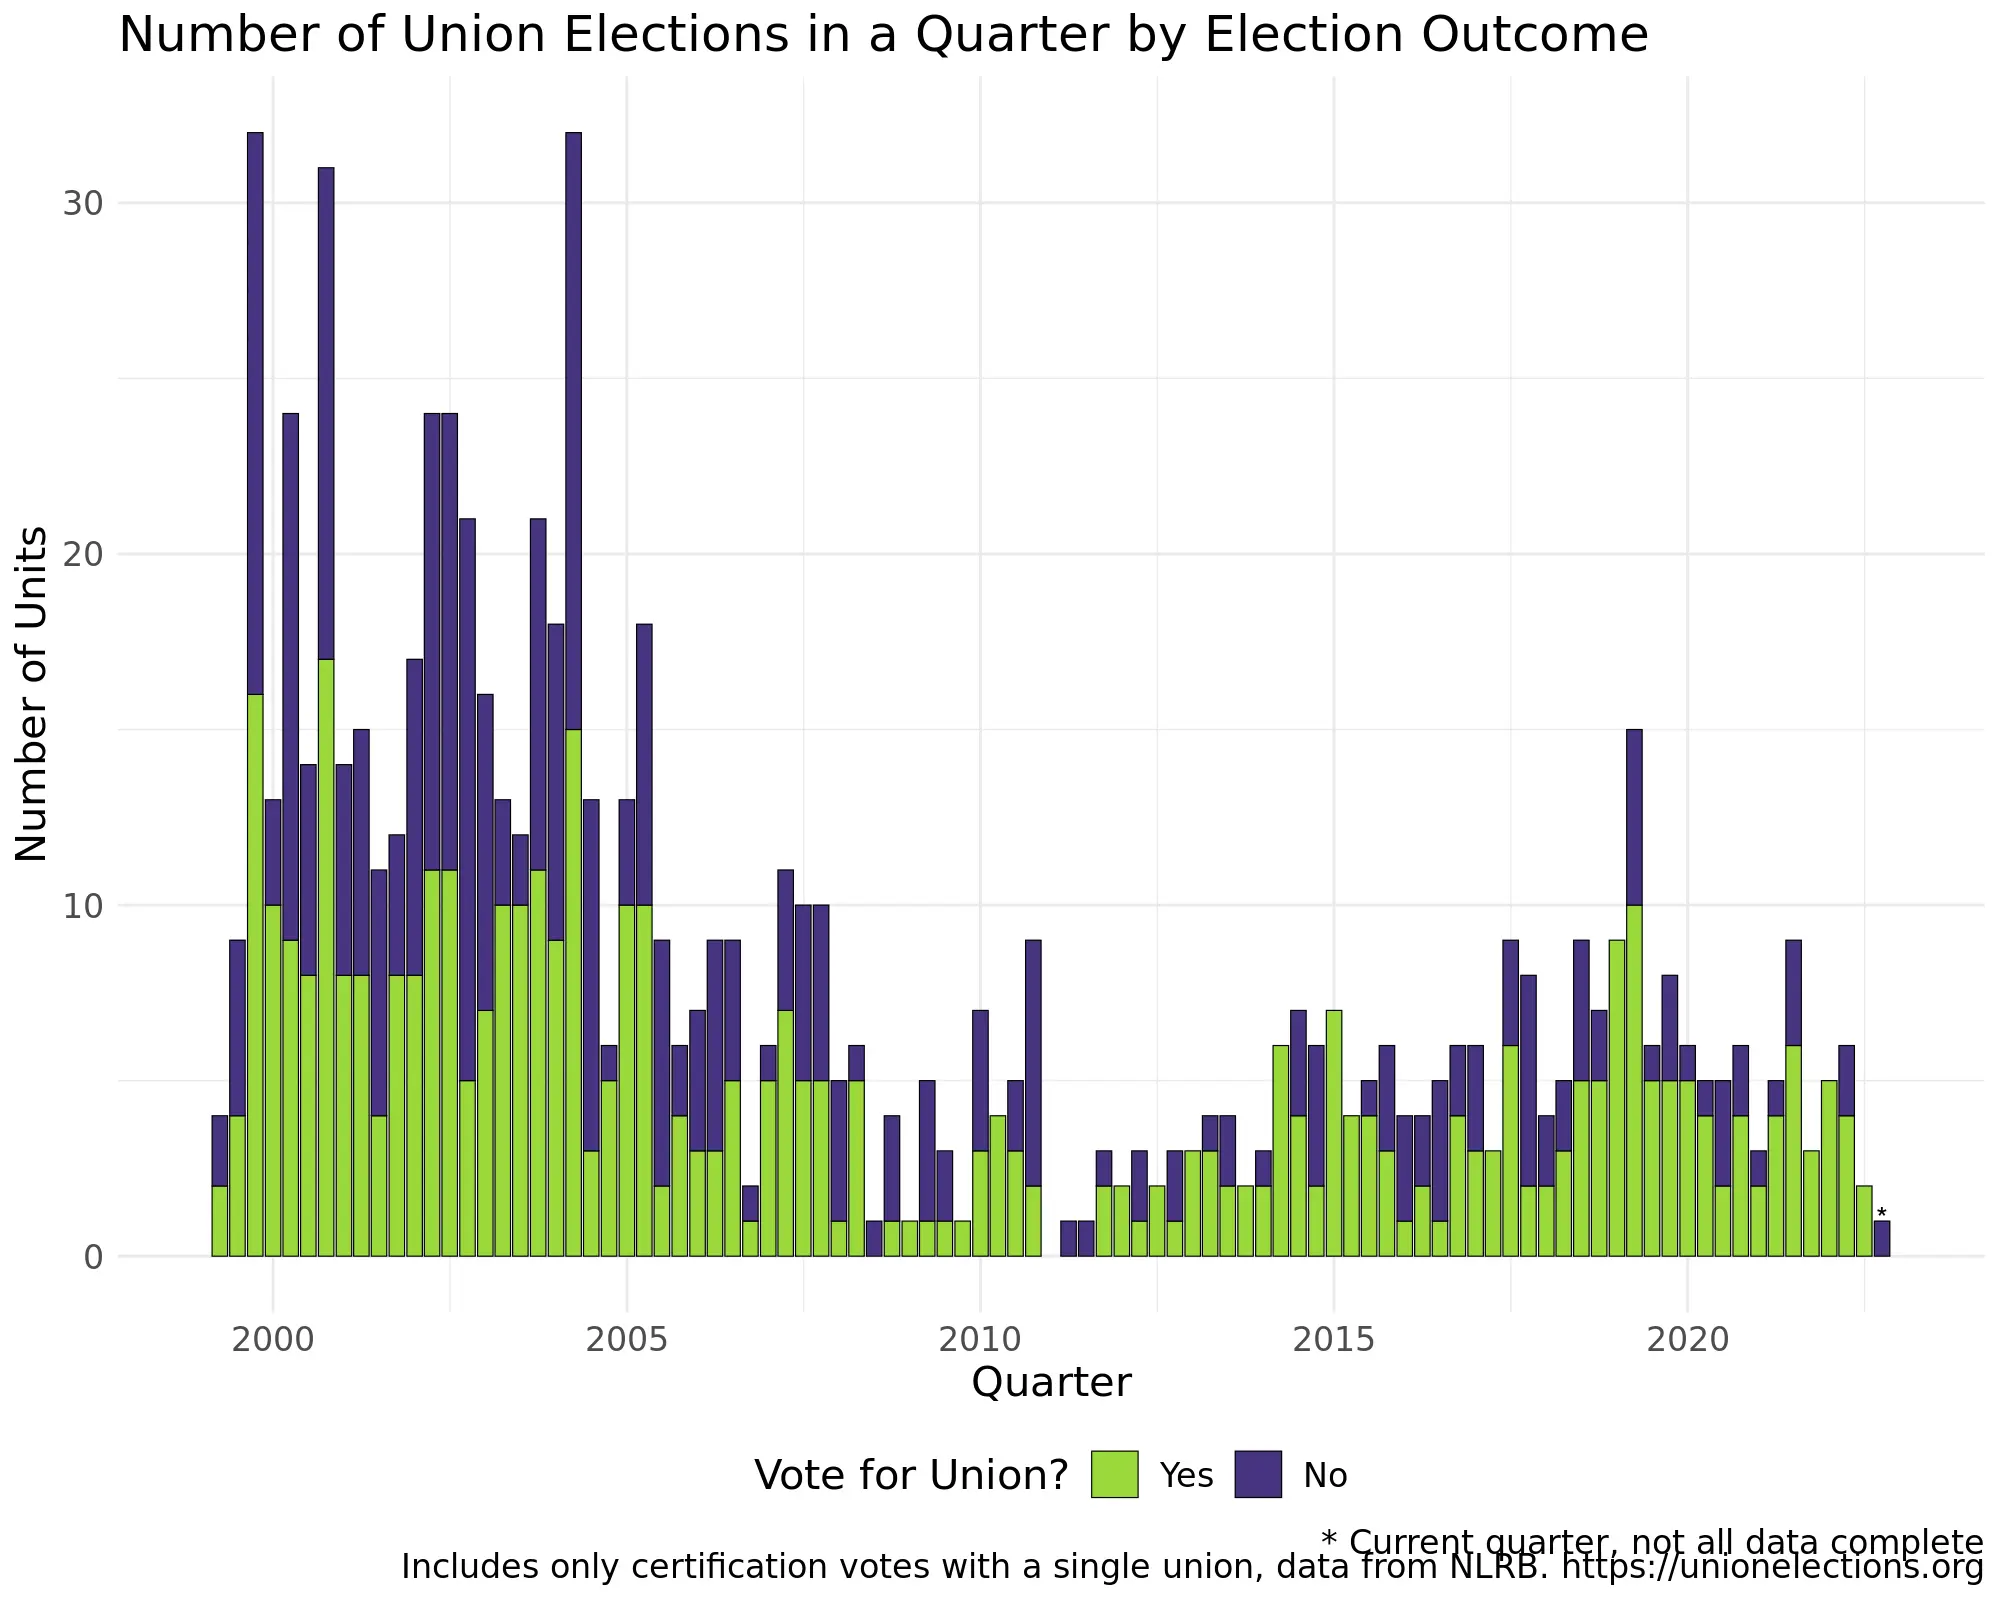 Number of Union Elections in a Quarter by Election Outcome
Number of Units
30
20
10
0
*
2000 2005 2010 2015 2020
Quarter
Vote for Union? Yes No
* Current quarter, not all data complete
Includes only certification votes with a single union, data from NLRB. https://unionelections.org